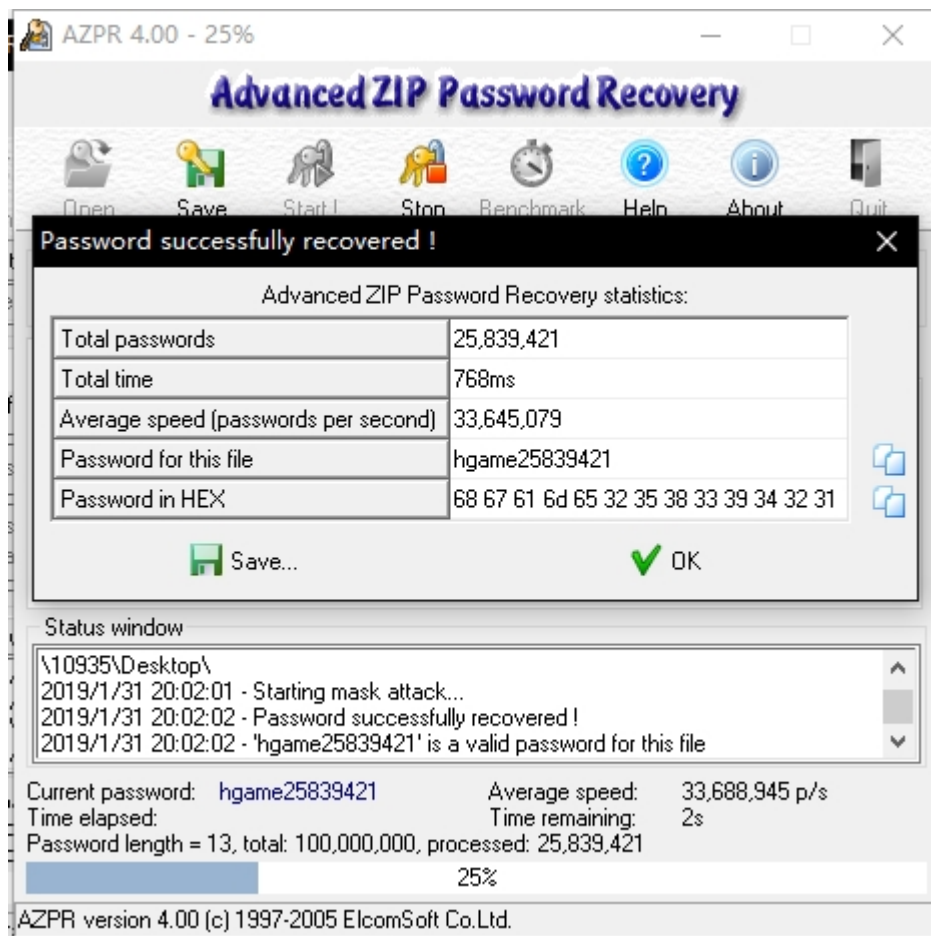 AZPR 4.00 - 25%
Advanced ZIP Password Recovery
Open Save Start ! Stop Benchmark Help About Quit
Password successfully recovered !
Advanced ZIP Password Recovery statistics:
Total passwords 25,839,421
Total time 768ms
Average speed (passwords per second) 33,645,079
Password for this file hgame25839421
Password in HEX 68 67 61 6d 65 32 35 38 33 39 34 32 31
Save... OK
Status window
\10935\Desktop\
2019/1/31 20:02:01 - Starting mask attack...
2019/1/31 20:02:02 - Password successfully recovered !
2019/1/31 20:02:02 - 'hgame25839421' is a valid password for this file
Current password: hgame25839421 Average speed: 33,688,945 p/s
Time elapsed: Time remaining: 2s
Password length = 13, total: 100,000,000, processed: 25,839,421
25%
AZPR version 4.00 (c) 1997-2005 ElcomSoft Co.Ltd.